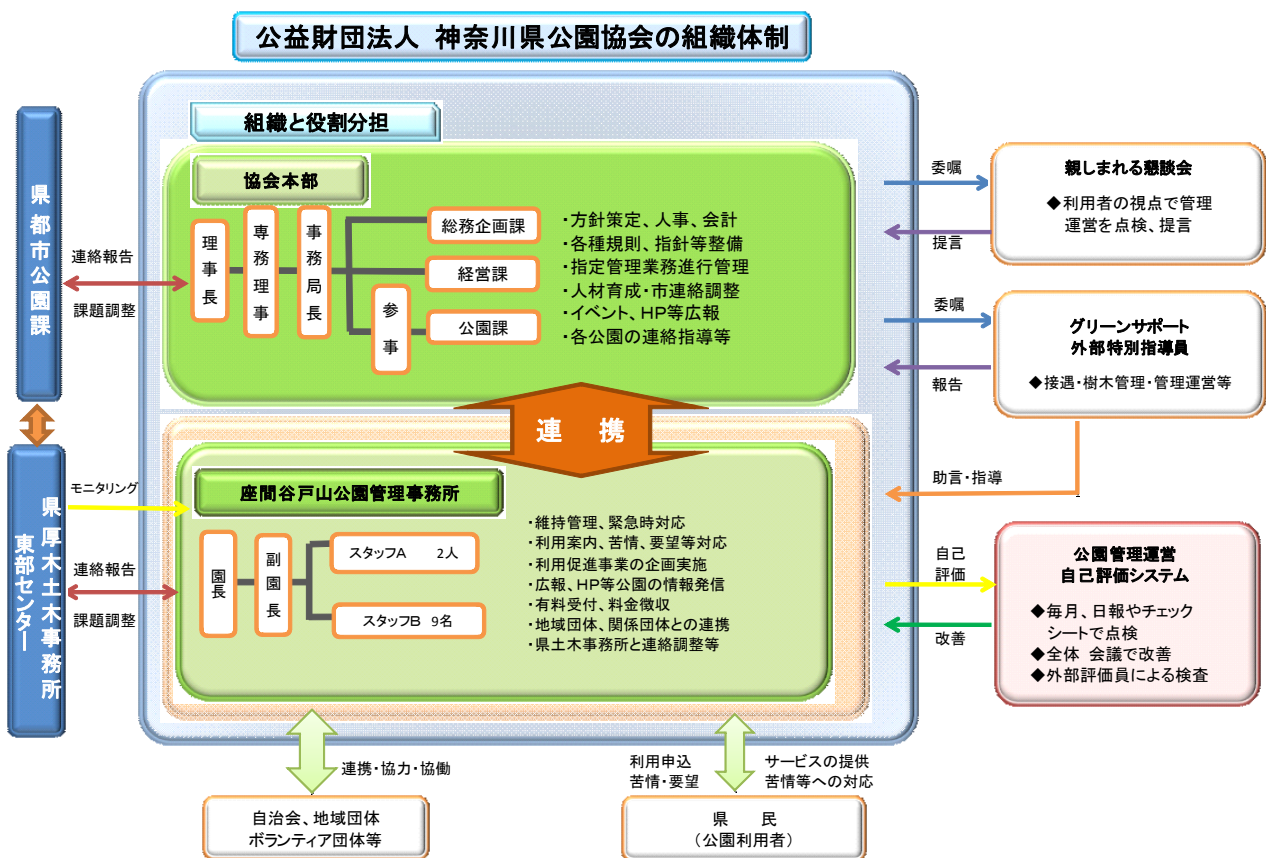 公益財団法人 神奈川県公園協会の組織体制
組織と役割分担
協会本部
理事長
専務理事
事務局長
参事
総務企画課
経営課
公園課
・方針策定、人事、会計
・各種規則、指針等整備
・指定管理業務進行管理
・人材育成・市連絡調整
・イベント、HP等広報
・各公園の連絡指導等
連 携
座間谷戸山公園管理事務所
園長
副園長
スタッフA 2人
スタッフB 9名
・維持管理、緊急時対応
・利用案内、苦情、要望等対応
・利用促進事業の企画実施
・広報、HP等公園の情報発信
・有料受付、料金徴収
・地域団体、関係団体との連携
・県土木事務所と連絡調整等
県都市公園課
連絡報告
課題調整
県厚木土木事務所
東部センター
モニタリング
連絡報告
課題調整
委嘱
提言
親しまれる懇談会
◆利用者の視点で管理
運営を点検、提言
委嘱
報告
グリーンサポート
外部特別指導員
◆接遇・樹木管理・管理運営等
助言・指導
自己
評価
改善
公園管理運営
自己評価システム
◆毎月、日報やチェック
シートで点検
◆全体 会議で改善
◆外部評価員による検査
連携・協力・協働
自治会、地域団体
ボランティア団体等
利用申込
苦情・要望
サービスの提供
苦情等への対応
県 民
(公園利用者)